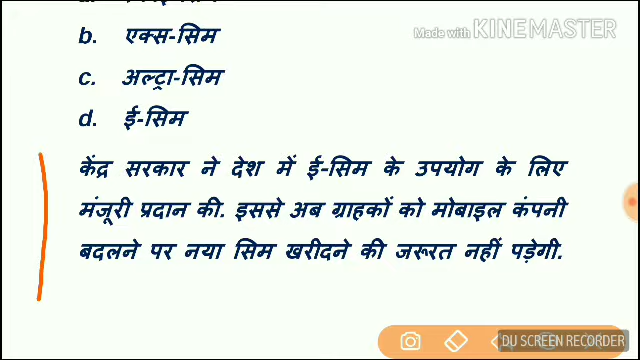 b. एक्स-सिम
Made with KINEMASTER
c. अल्ट्रा-सिम
d. ई-सिम
केंद्र सरकार ने देश में ई-सिम के उपयोग के लिए
मंजूरी प्रदान की. इससे अब ग्राहकों को मोबाइल कंपनी
बदलने पर नया सिम खरीदने की जरूरत नहीं पड़ेगी.
DU SCREEN RECORDER